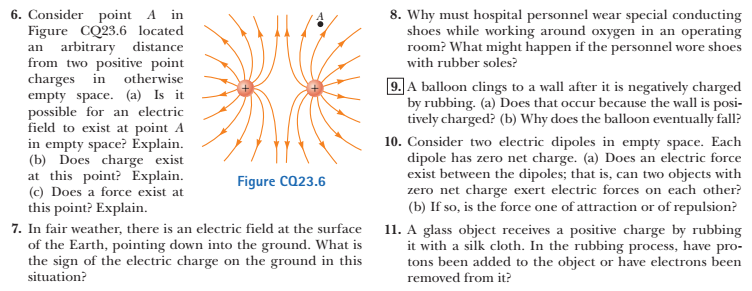 6. Consider point A in
Figure CQ23.6 located
an arbitrary distance
from two positive point
charges in otherwise
empty space. (a) Is it
possible for an electric
field to exist at point A
in empty space? Explain.
(b) Does charge exist
at this point? Explain.
(c) Does a force exist at
this point? Explain.
A
+
+
Figure CQ23.6
7. In fair weather, there is an electric field at the surface
of the Earth, pointing down into the ground. What is
the sign of the electric charge on the ground in this
situation?
8. Why must hospital personnel wear special conducting
shoes while working around oxygen in an operating
room? What might happen if the personnel wore shoes
with rubber soles?
9. A balloon clings to a wall after it is negatively charged
by rubbing. (a) Does that occur because the wall is posi-
tively charged? (b) Why does the balloon eventually fall?
10. Consider two electric dipoles in empty space. Each
dipole has zero net charge. (a) Does an electric force
exist between the dipoles; that is, can two objects with
zero net charge exert electric forces on each other?
(b) If so, is the force one of attraction or of repulsion?
11. A glass object receives a positive charge by rubbing
it with a silk cloth. In the rubbing process, have pro-
tons been added to the object or have electrons been
removed from it?